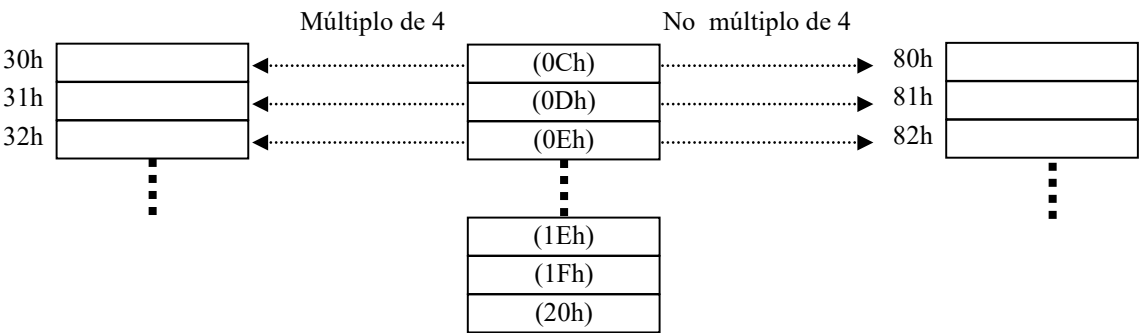 Múltiplo de 4 No múltiplo de 4
30h (0Ch) 80h
31h (0Dh) 81h
32h (0Eh) 82h
(1Eh)
(1Fh)
(20h)